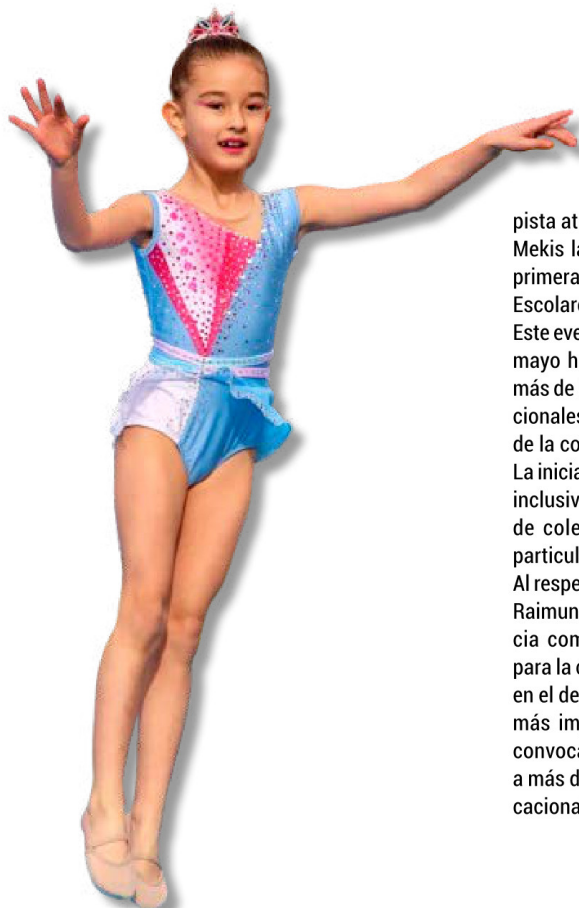 pista at
Mekis la
primera
Escolare
Este eve
mayo h
más de
cionales
de la co
La inicia
inclusiv
de cole
particul
Al respe
Raimun
cia com
para la c
en el de
más im
convoca
a más d
caciona